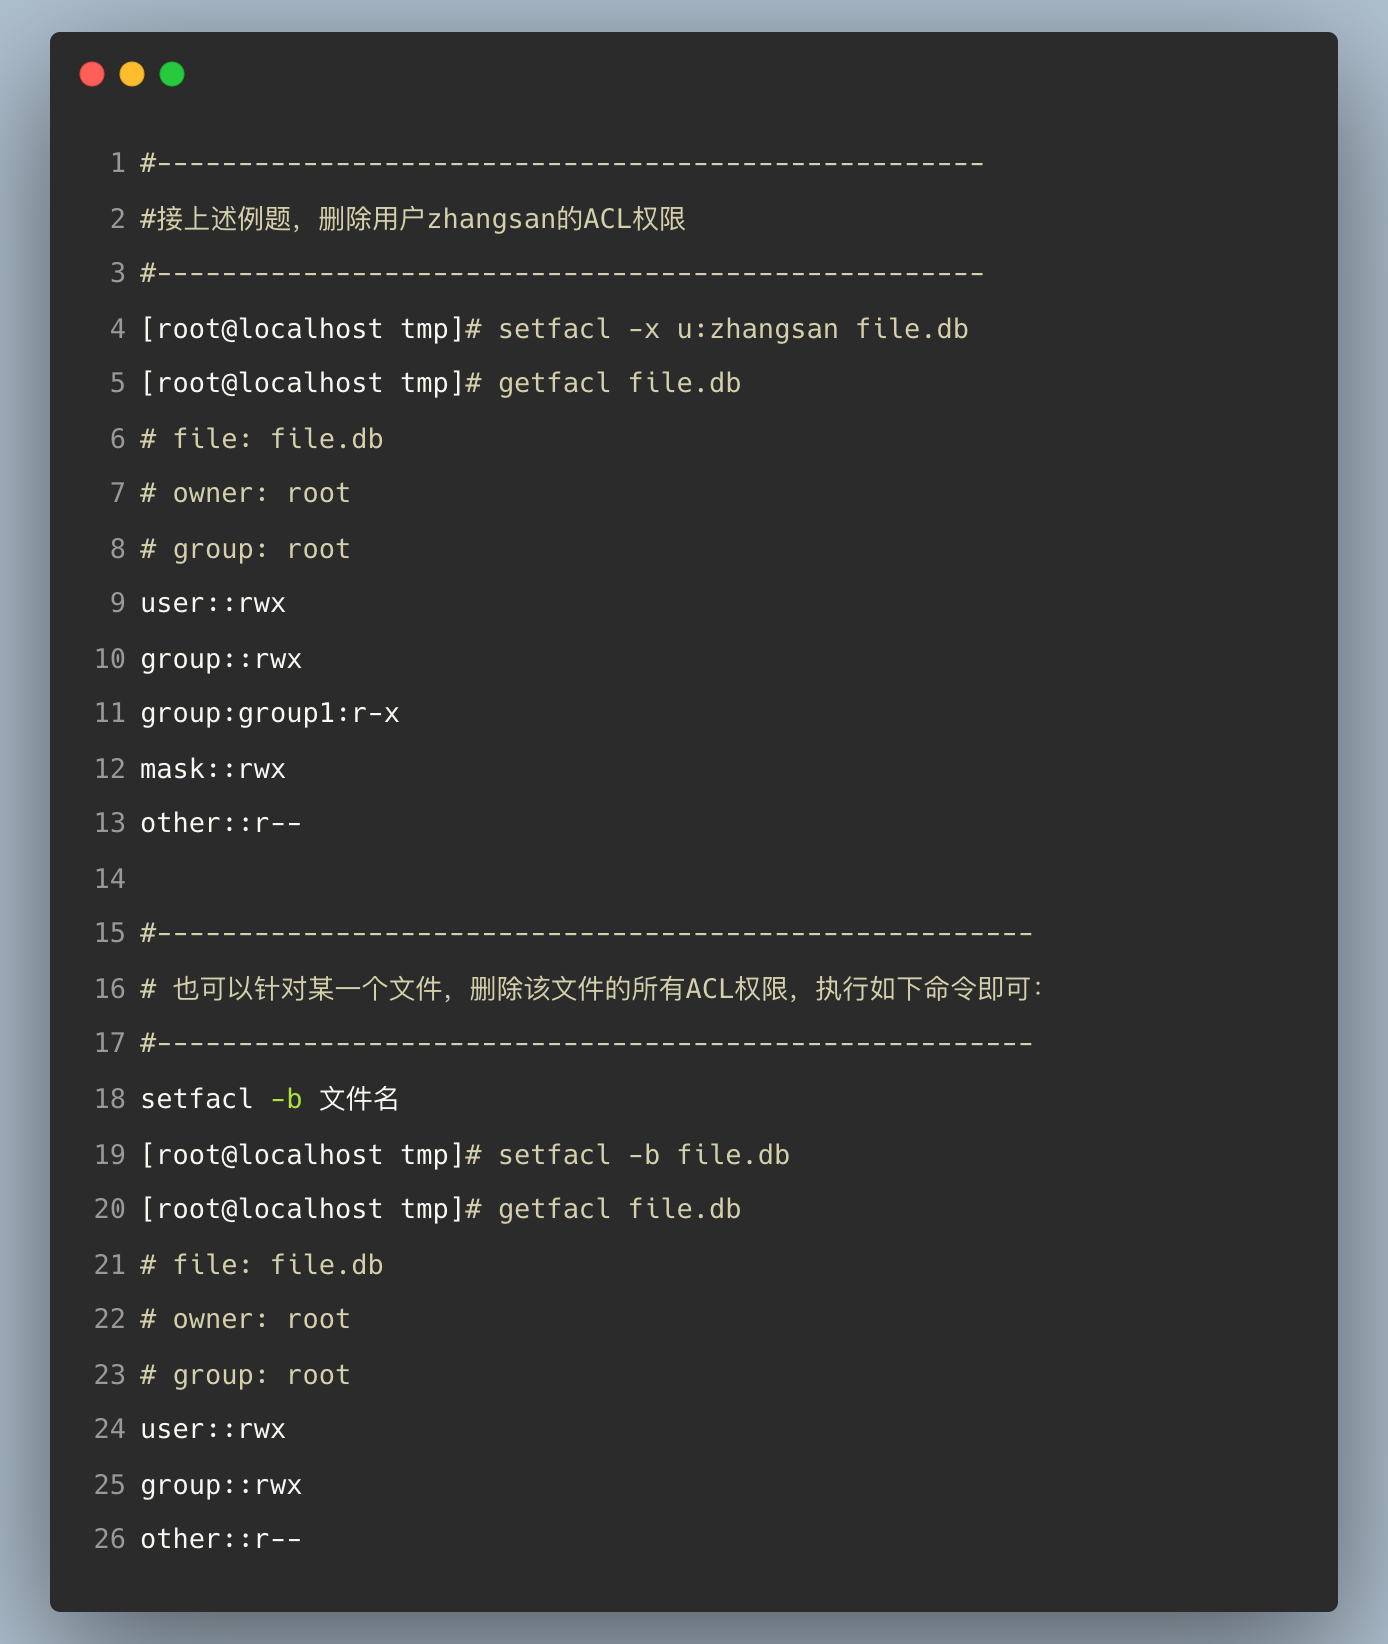 1 #---------------------------------------------------
2 #接上述例题，删除用户zhangsan的ACL权限
3 #---------------------------------------------------
4 [root@localhost tmp]# setfacl -x u:zhangsan file.db
5 [root@localhost tmp]# getfacl file.db
6 # file: file.db
7 # owner: root
8 # group: root
9 user::rwx
10 group::rwx
11 group:group1:r-x
12 mask::rwx
13 other::r--
14
15 #------------------------------------------------------
16 # 也可以针对某一个文件，删除该文件的所有ACL权限，执行如下命令即可：
17 #------------------------------------------------------
18 setfacl -b 文件名
19 [root@localhost tmp]# setfacl -b file.db
20 [root@localhost tmp]# getfacl file.db
21 # file: file.db
22 # owner: root
23 # group: root
24 user::rwx
25 group::rwx
26 other::r--